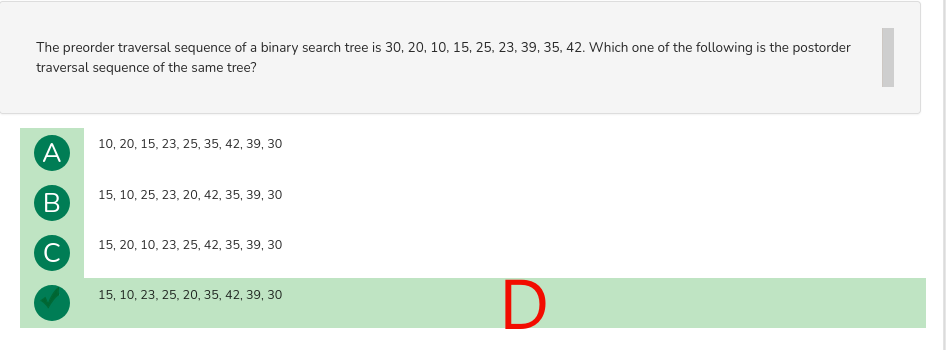 The preorder traversal sequence of a binary search tree is 30, 20, 10, 15, 25, 23, 39, 35, 42. Which one of the following is the postorder
traversal sequence of the same tree?
A 10, 20, 15, 23, 25, 35, 42, 39, 30
B 15, 10, 25, 23, 20, 42, 35, 39, 30
C 15, 20, 10, 23, 25, 42, 35, 39, 30
15, 10, 23, 25, 20, 35, 42, 39, 30 D